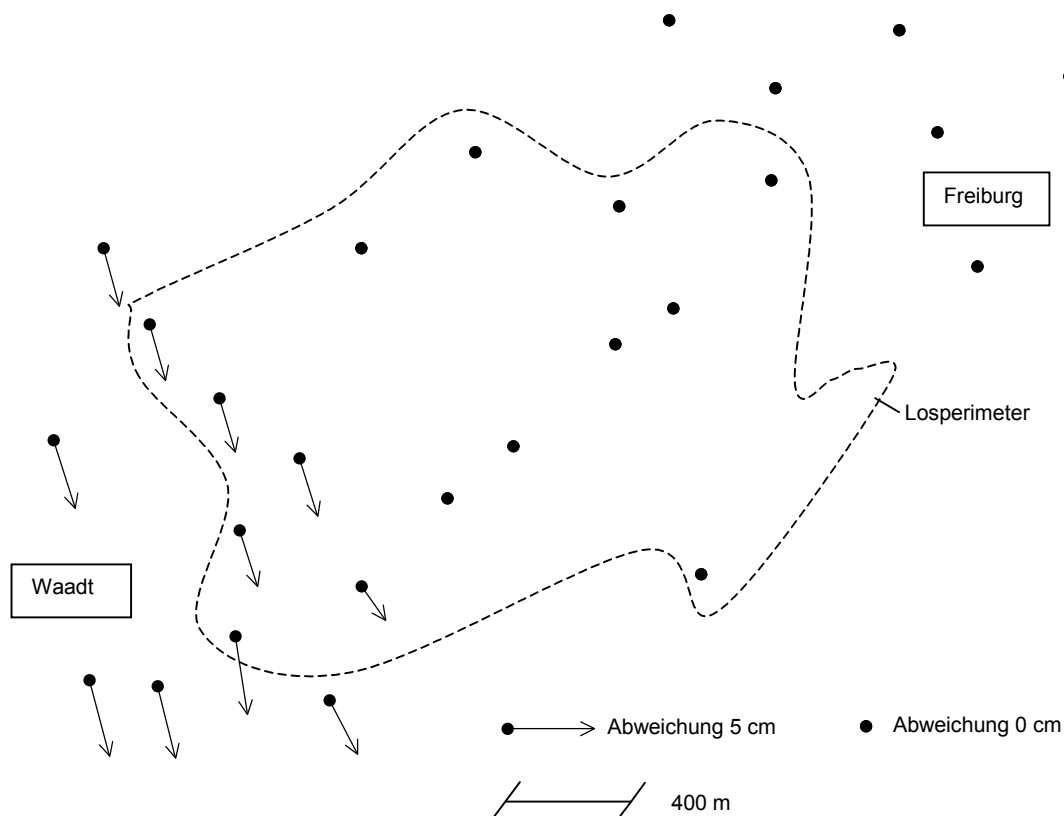 Freiburg
Losperimeter
Waadt
Abweichung 5 cm
Abweichung 0 cm
400 m